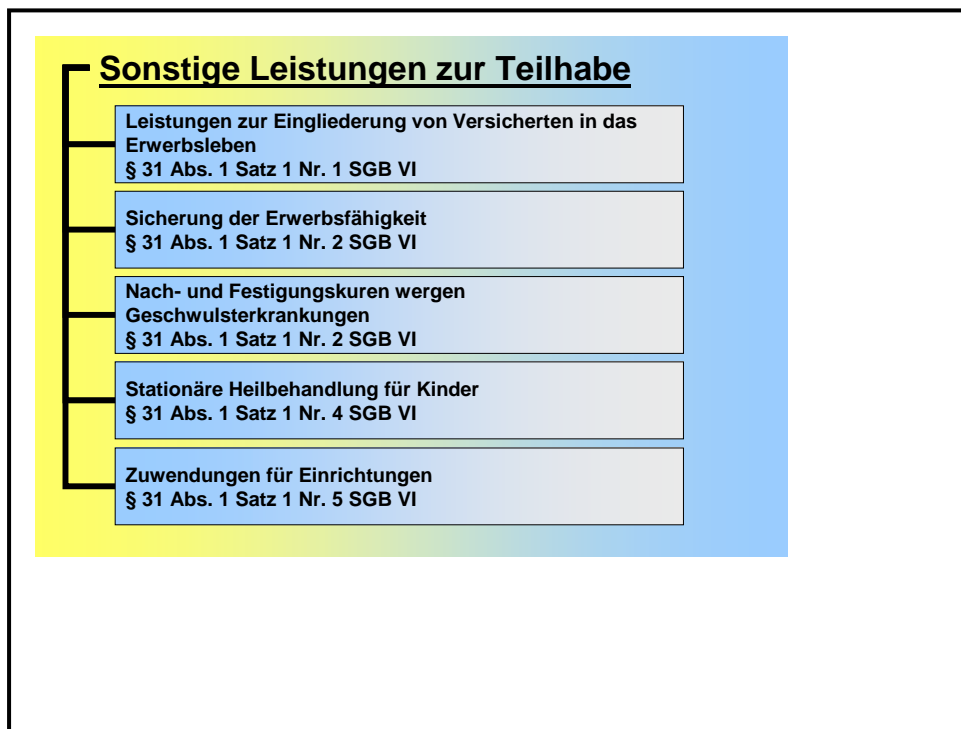 Sonstige Leistungen zur Teilhabe
Leistungen zur Eingliederung von Versicherten in das
Erwerbsleben
§ 31 Abs. 1 Satz 1 Nr. 1 SGB VI
Sicherung der Erwerbsfähigkeit
§ 31 Abs. 1 Satz 1 Nr. 2 SGB VI
Nach- und Festigungskuren wergen
Geschwulsterkrankungen
§ 31 Abs. 1 Satz 1 Nr. 2 SGB VI
Stationäre Heilbehandlung für Kinder
§ 31 Abs. 1 Satz 1 Nr. 4 SGB VI
Zuwendungen für Einrichtungen
§ 31 Abs. 1 Satz 1 Nr. 5 SGB VI